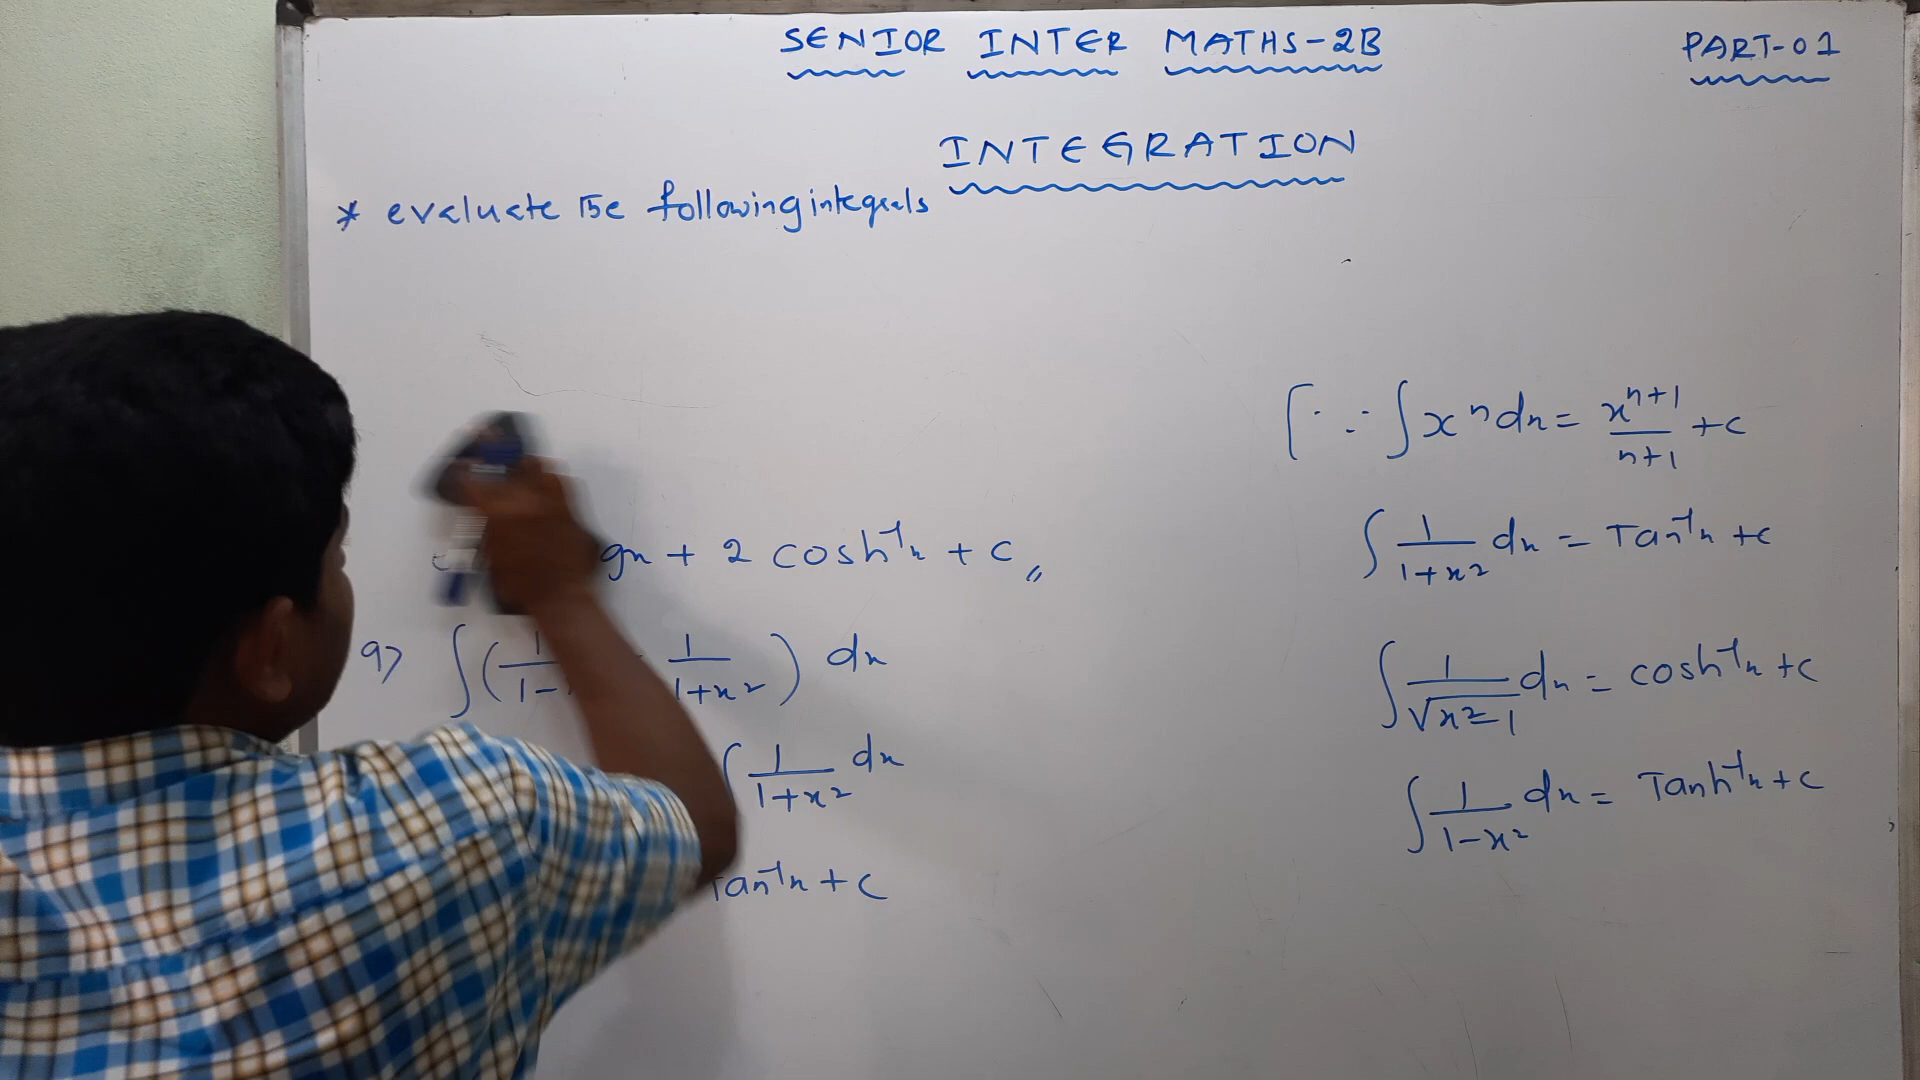 SENIOR INTER MATHS-2B
PART-01
INTEGRATION
* evaluate the following integrals
gx + 2 cosh⁻¹x + c
9) ∫(1/1- 1/1+x²) dx
∫ 1/1+x² dx
Tan⁻¹x + c
[∵ ∫xⁿdx = xⁿ⁺¹/n+1 + c
∫ 1/1+x² dx = Tan⁻¹x + c
∫ 1/√x²-1 dx = cosh⁻¹x + c
∫ 1/1-x² dx = Tanh⁻¹x + c